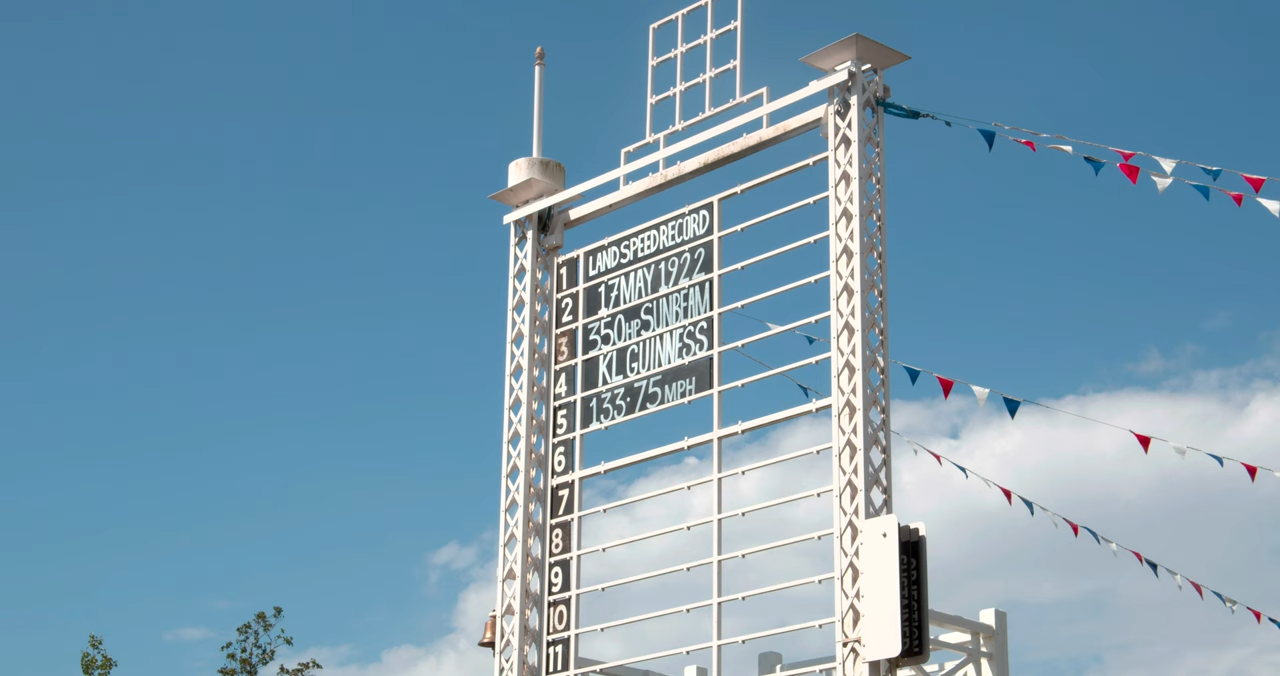 LAND SPEED RECORD
1 17 MAY 1922
2 350HP SUNBEAM
3 KL GUINNESS
4 133·75 MPH
5
6
7
8
9
10
11